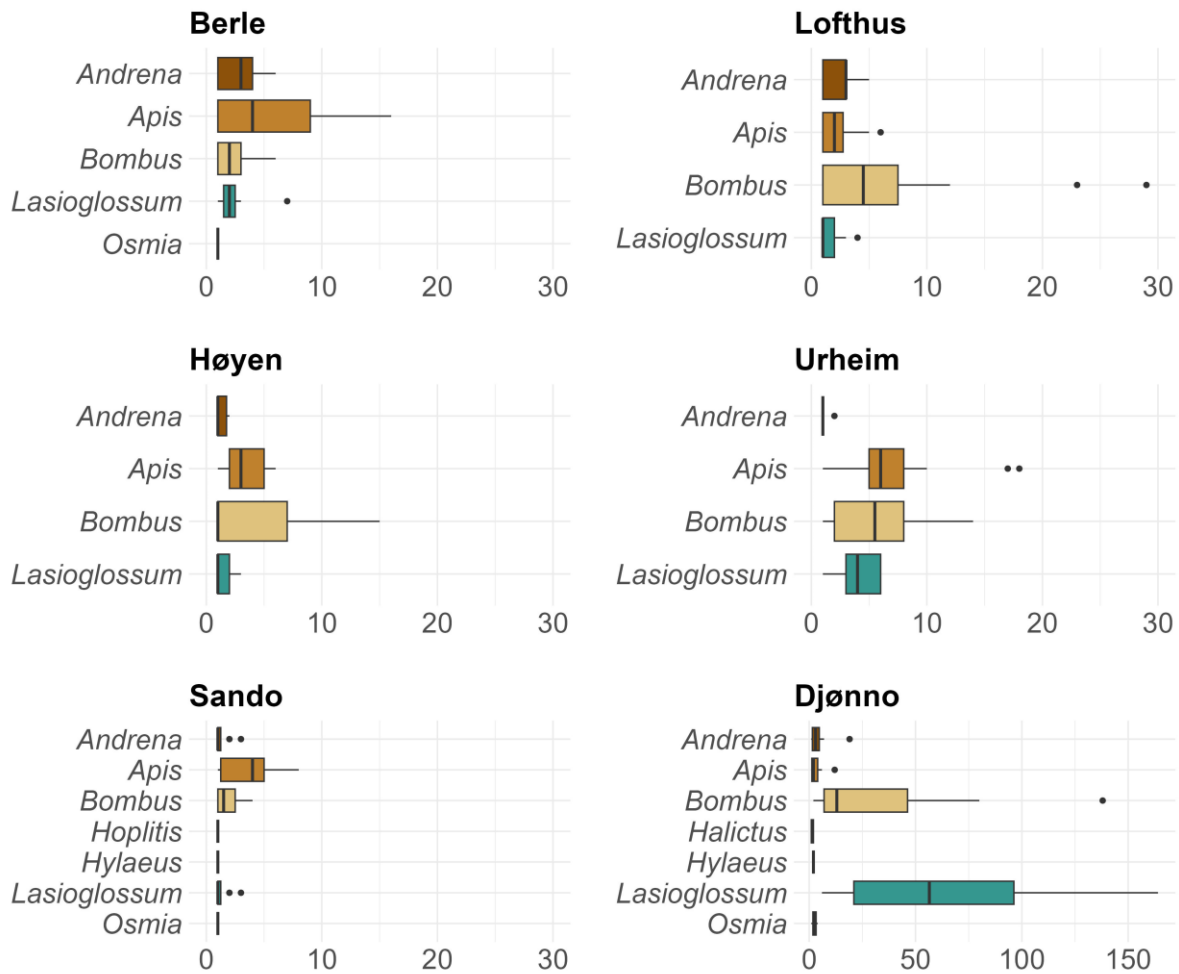 Berle
Andrena
Apis
Bombus
Lasioglossum
Osmia
0 10 20 30
Lofthus
Andrena
Apis
Bombus
Lasioglossum
0 10 20 30
Høyen
Andrena
Apis
Bombus
Lasioglossum
0 10 20 30
Urheim
Andrena
Apis
Bombus
Lasioglossum
0 10 20 30
Sando
Andrena
Apis
Bombus
Hoplitis
Hylaeus
Lasioglossum
Osmia
0 10 20 30
Djønno
Andrena
Apis
Bombus
Halictus
Hylaeus
Lasioglossum
Osmia
0 50 100 150